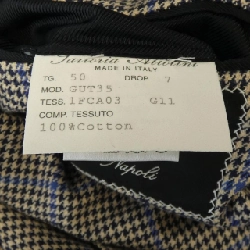 MADE IN ITALY
TG 50 DROP 7
MOD. GUT35
TESS. 1FCA03 G11
COMP. TESSUTO
100%Cotton
Napoli